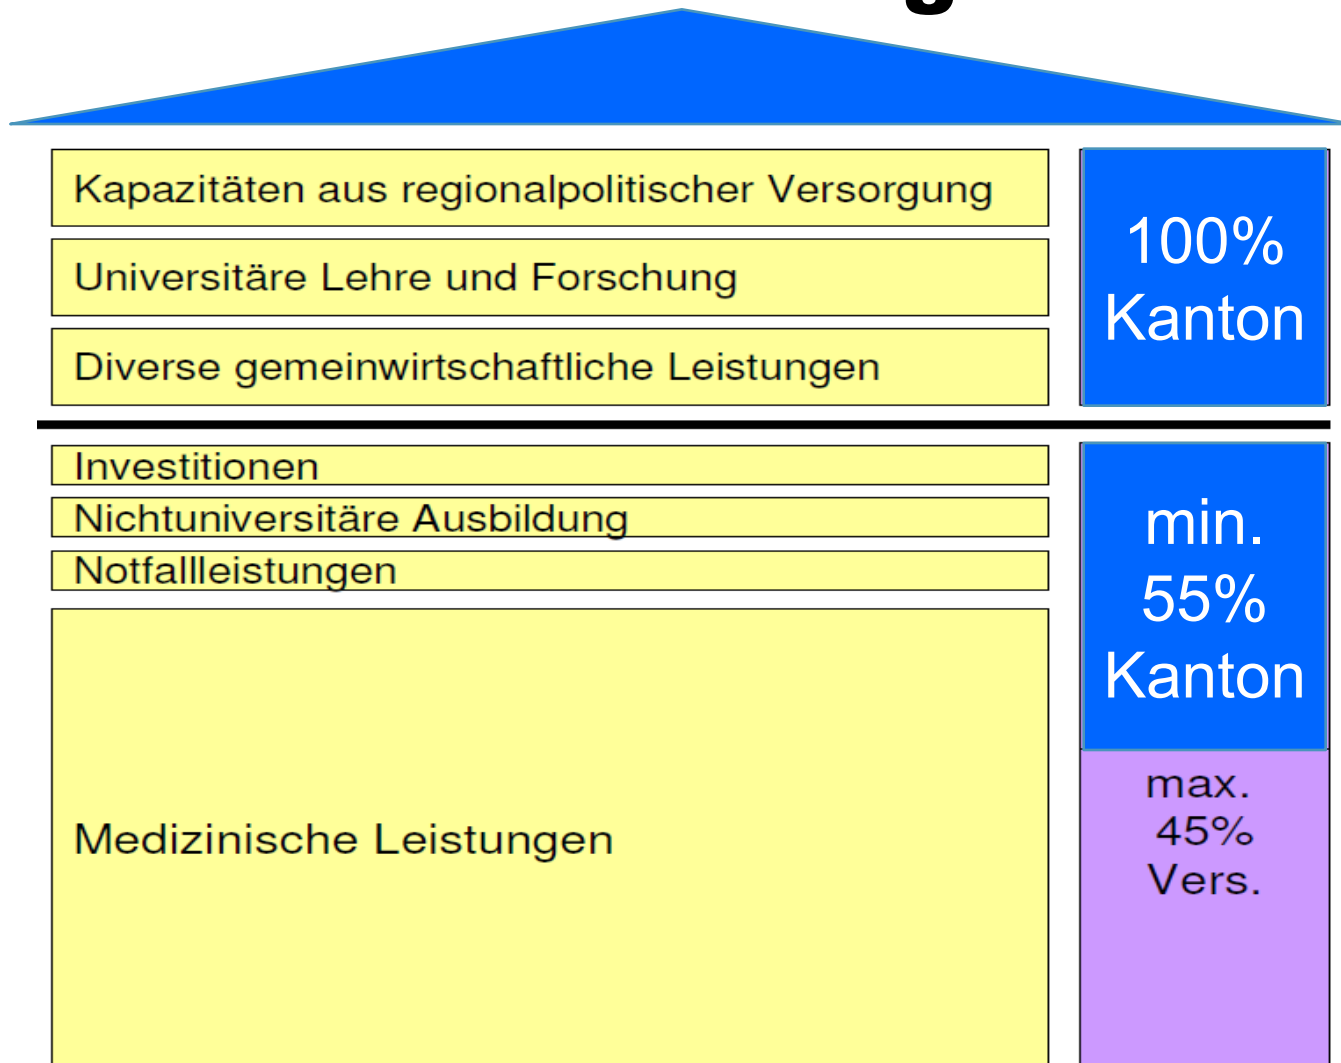 Kapazitäten aus regionalpolitischer Versorgung
Universitäre Lehre und Forschung
Diverse gemeinwirtschaftliche Leistungen
100%
Kanton
Investitionen
Nichtuniversitäre Ausbildung
Notfallleistungen
Medizinische Leistungen
min.
55%
Kanton
max.
45%
Vers.